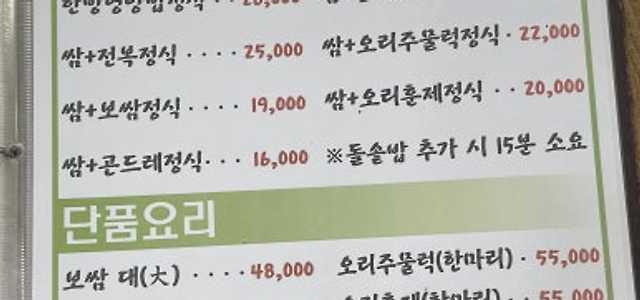 쌈+전복정식 ···· 25,000
쌈+오리주물럭정식 · 22,000
쌈+보쌈정식 ···· 19,000
쌈+오리훈제정식 ·· 20,000
쌈+곤드레정식 ··· 16,000
※돌솥밥 추가 시 15분 소요
단품요리
보쌈 대(大) ···· 48,000
오리주물럭(한마리) · 55,000
55,000